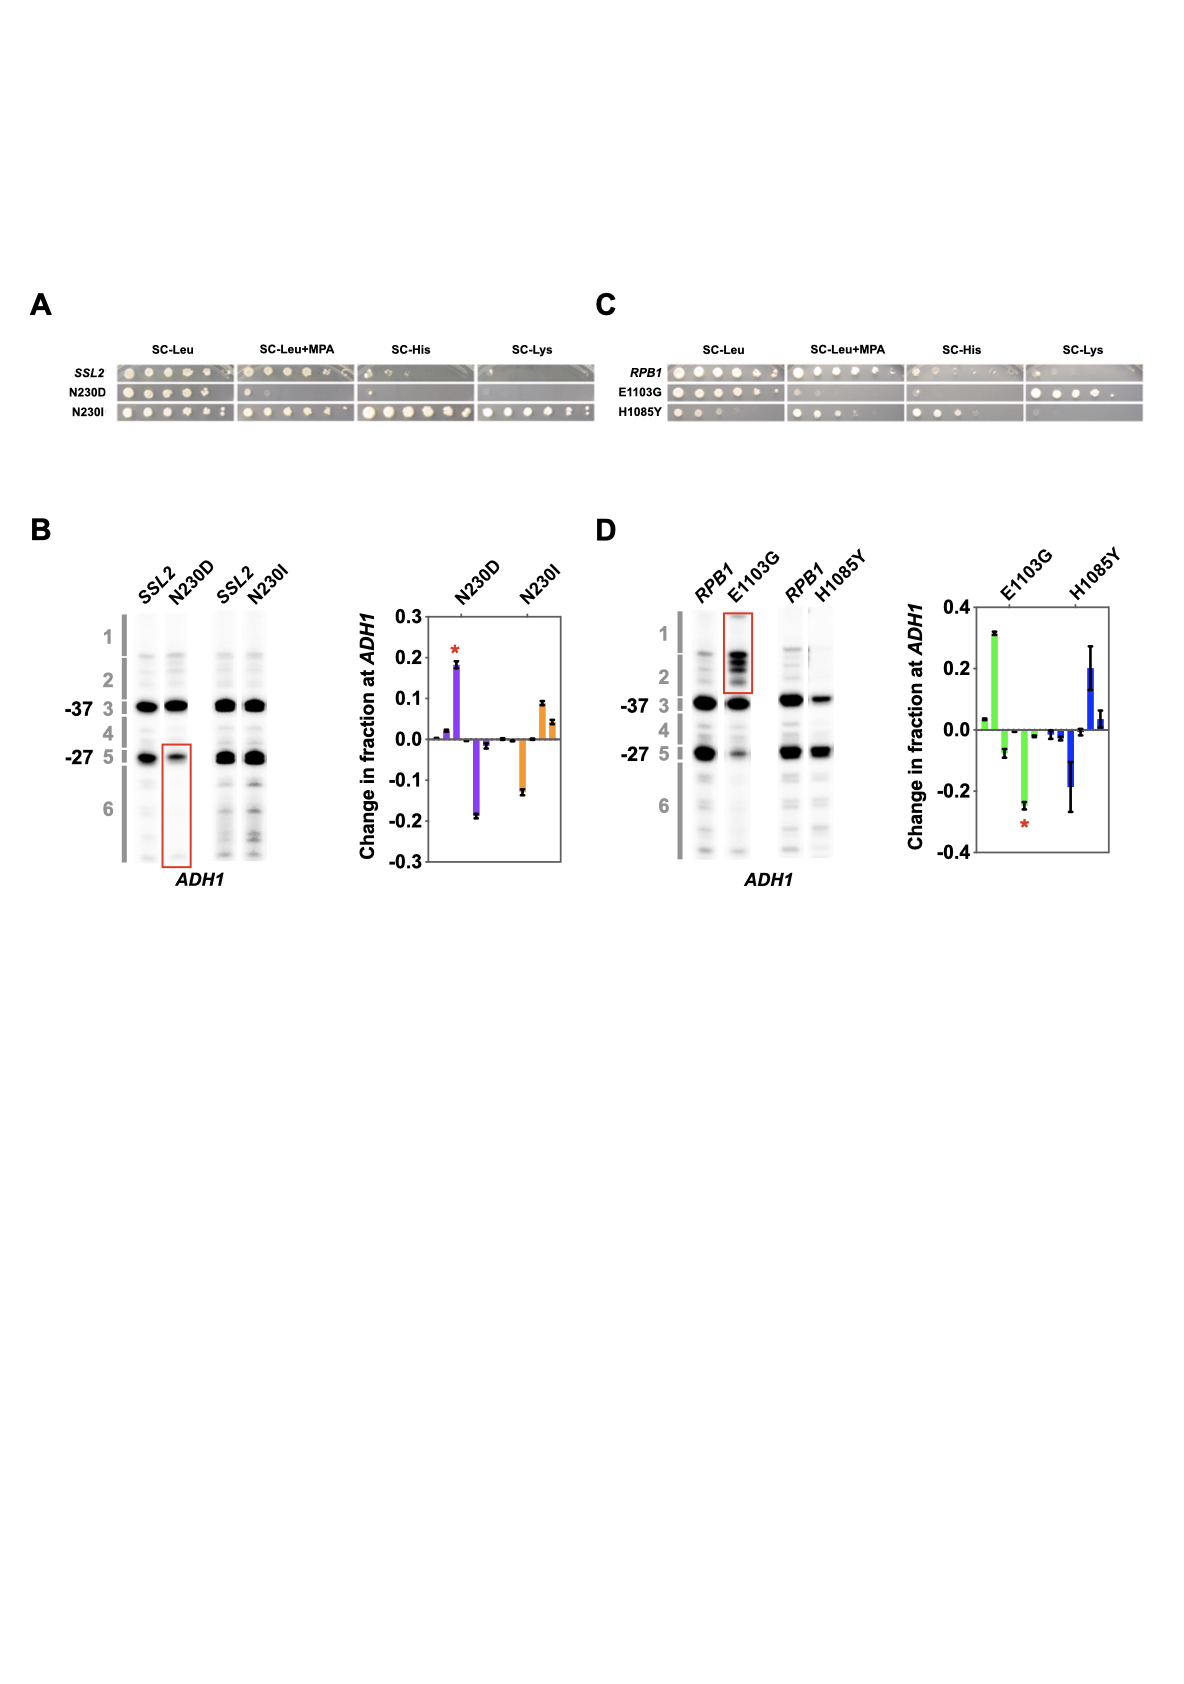 A
SC-Leu SC-Leu+MPA SC-His SC-Lys
SSL2
N230D
N230I
C
SC-Leu SC-Leu+MPA SC-His SC-Lys
RPB1
E1103G
H1085Y
B
SSL2 N230D SSL2 N230I
1
2
-37 3
4
-27 5
6
ADH1
Change in fraction at ADH1
N230D N230I
0.3
0.2
*
0.1
0.0
-0.1
-0.2
-0.3
D
RPB1 E1103G RPB1 H1085Y
1
2
-37 3
4
-27 5
6
ADH1
Change in fraction at ADH1
E1103G H1085Y
0.4
0.2
0.0
-0.2
*
-0.4